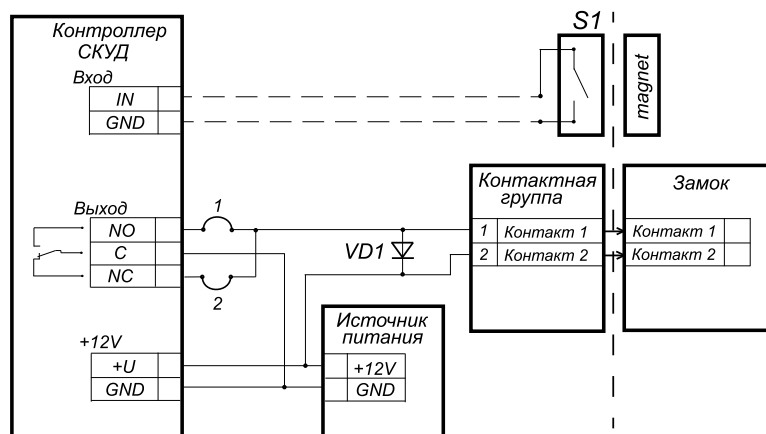 Контроллер
СКУД
Вход
IN
GND
S1
magnet
Выход
NO
C
NC
1
2
VD1
Контактная
группа
1 Контакт 1
2 Контакт 2
Замок
Контакт 1
Контакт 2
+12V
+U
GND
Источник
питания
+12V
GND